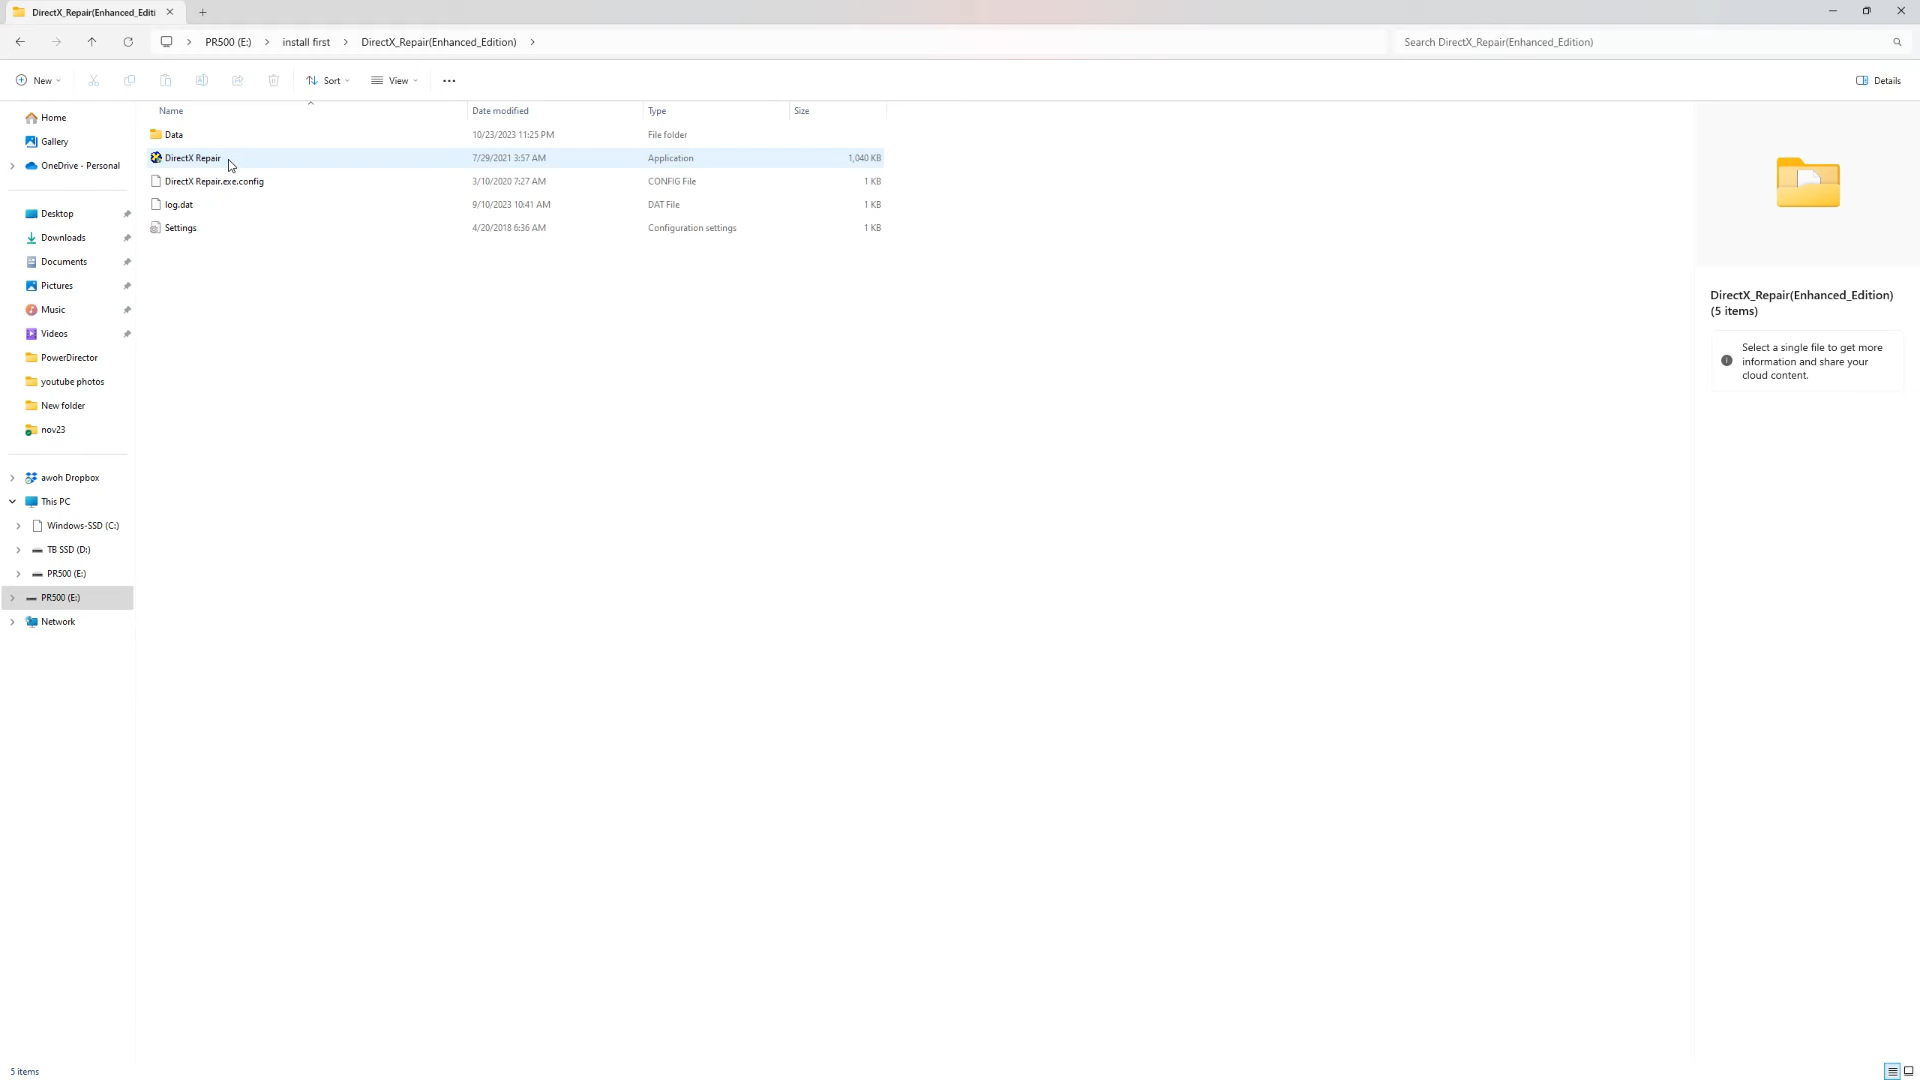 DirectX_Repair(Enhanced_Editi
PR500 (E:)
install first
DirectX_Repair(Enhanced_Edition)
Search DirectX_Repair(Enhanced_Edition)
New
Sort
View
Details
Home
Gallery
OneDrive - Personal
Desktop
Downloads
Documents
Pictures
Music
Videos
PowerDirector
youtube photos
New folder
nov23
awoh Dropbox
This PC
Windows-SSD (C:)
TB SSD (D:)
PR500 (E:)
PR500 (E:)
Network
Name Date modified Type Size
Data 10/23/2023 11:25 PM File folder
DirectX Repair 7/29/2021 3:57 AM Application 1,040 KB
DirectX Repair.exe.config 3/10/2020 7:27 AM CONFIG File 1 KB
log.dat 9/10/2023 10:41 AM DAT File 1 KB
Settings 4/20/2018 6:36 AM Configuration settings 1 KB
DirectX_Repair(Enhanced_Edition)
(5 items)
Select a single file to get more
information and share your
cloud content.
5 items